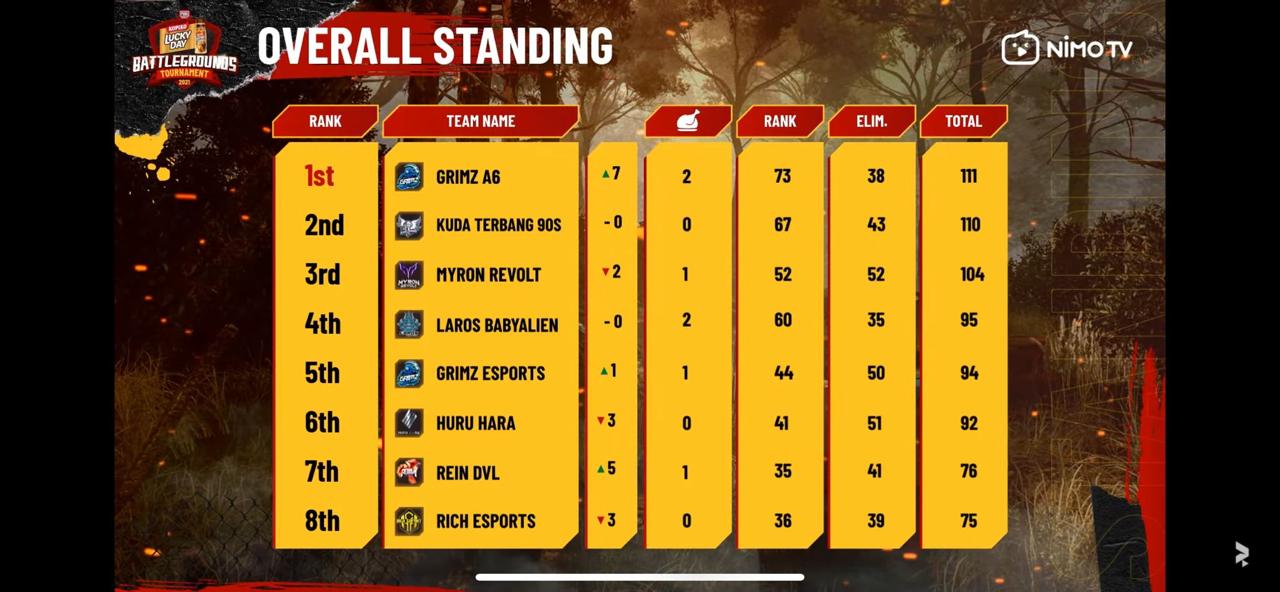 KOPIKO
LUCKY
DAY
BATTLEGROUNDS
TOURNAMENT
2021
OVERALL STANDING
NIMO TV
RANK TEAM NAME RANK ELIM. TOTAL
1st GRIMZ A6 ▲7 2 73 38 111
2nd KUDA TERBANG 90S - 0 0 67 43 110
3rd MYRON REVOLT ▼2 1 52 52 104
4th LAROS BABYALIEN - 0 2 60 35 95
5th GRIMZ ESPORTS ▲1 1 44 50 94
6th HURU HARA ▼3 0 41 51 92
7th REIN DVL ▲5 1 35 41 76
8th RICH ESPORTS ▼3 0 36 39 75